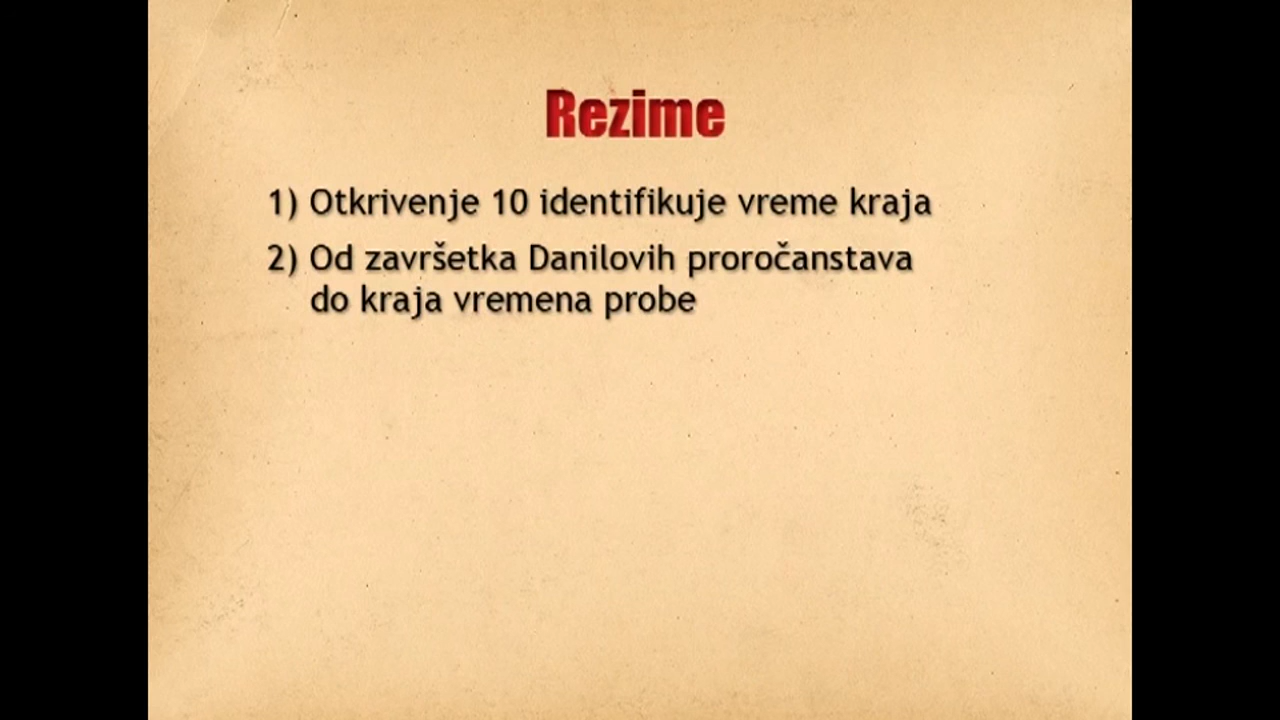 Rezime
1) Otkrivenje 10 identifikuje vreme kraja
2) Od završetka Danilovih proročanstava
do kraja vremena probe